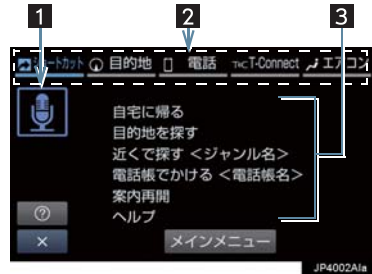 1 2 3
ショートカット 目的地 電話 T-Connect エアコン
自宅に帰る
目的地を探す
近くで探す <ジャンル名>
電話帳でかける <電話帳名>
案内再開
ヘルプ
?
× メインメニュー
JP4002AIa